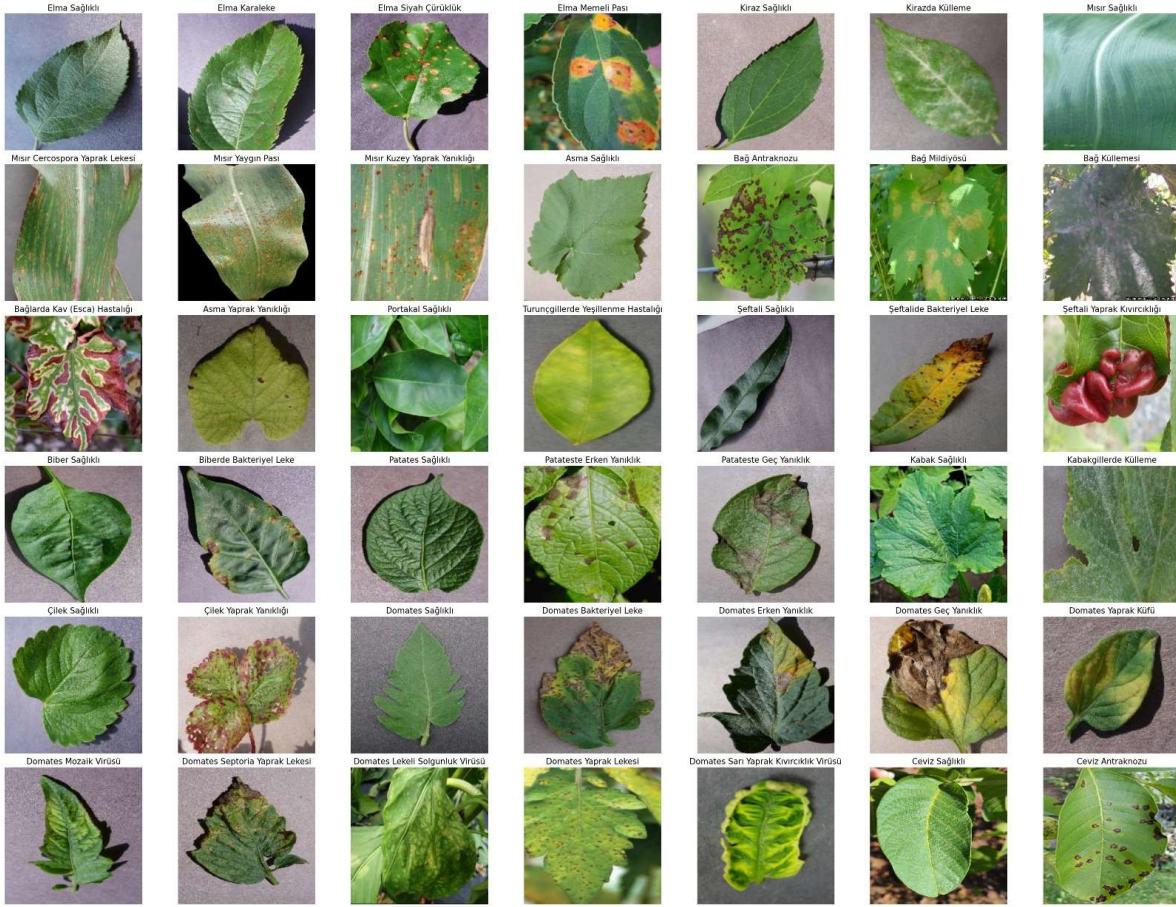 Elma Sağlıklı
Elma Karaleke
Elma Siyah Çürüklük
Elma Memeli Pası
Kiraz Sağlıklı
Kirazda Külleme
Mısır Sağlıklı
Mısır Cercospora Yaprak Lekesi
Mısır Yaygın Pası
Mısır Kuzey Yaprak Yanıklığı
Asma Sağlıklı
Bağ Antraknozu
Bağ Mildiyösü
Bağ Küllemesi
Bağlarda Kav (Esca) Hastalığı
Asma Yaprak Yanıklığı
Portakal Sağlıklı
Turunçgillerde Yeşillenme Hastalığı
Şeftali Sağlıklı
Şeftalide Bakteriyel Leke
Şeftali Yaprak Kıvırcıklığı
Biber Sağlıklı
Biberde Bakteriyel Leke
Patates Sağlıklı
Patateste Erken Yanıklık
Patateste Geç Yanıklık
Kabak Sağlıklı
Kabakgillerde Külleme
Çilek Sağlıklı
Çilek Yaprak Yanıklığı
Domates Sağlıklı
Domates Bakteriyel Leke
Domates Erken Yanıklık
Domates Geç Yanıklık
Domates Yaprak Küfü
Domates Mozaik Virüsü
Domates Septoria Yaprak Lekesi
Domates Lekeli Solgunluk Virüsü
Domates Yaprak Lekesi
Domates Sarı Yaprak Kıvırcıklık Virüsü
Ceviz Sağlıklı
Ceviz Antraknozu